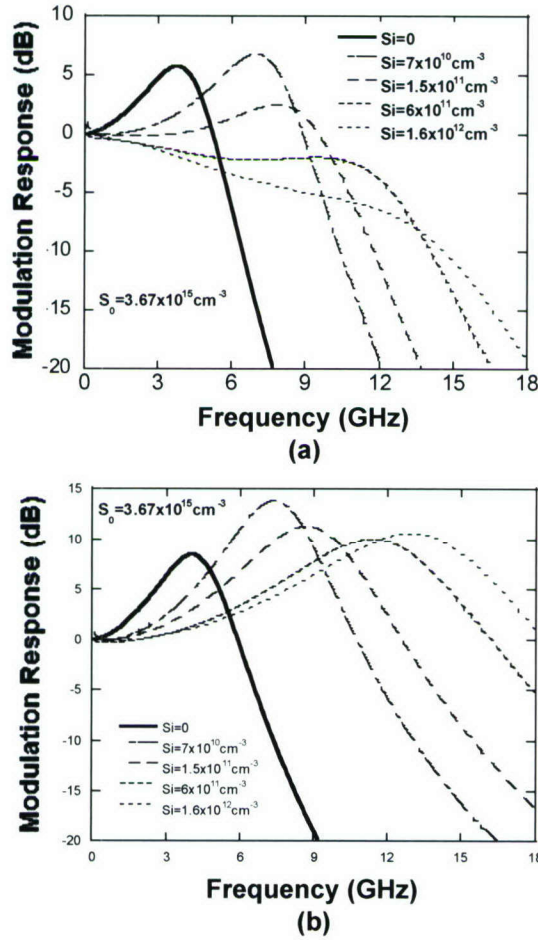 10
5
0
-5
-10
-15
-20
Modulation Response (dB)
Si=0
Si=7x10¹⁰cm⁻³
Si=1.5x10¹¹cm⁻³
Si=6x10¹¹cm⁻³
Si=1.6x10¹²cm⁻³
S₀=3.67x10¹⁵cm⁻³
0 3 6 9 12 15 18
Frequency (GHz)
(a)
15
10
5
0
-5
-10
-15
-20
Modulation Response (dB)
S₀=3.67x10¹⁵cm⁻³
Si=0
Si=7x10¹⁰cm⁻³
Si=1.5x10¹¹cm⁻³
Si=6x10¹¹cm⁻³
Si=1.6x10¹²cm⁻³
0 3 6 9 12 15 18
Frequency (GHz)
(b)